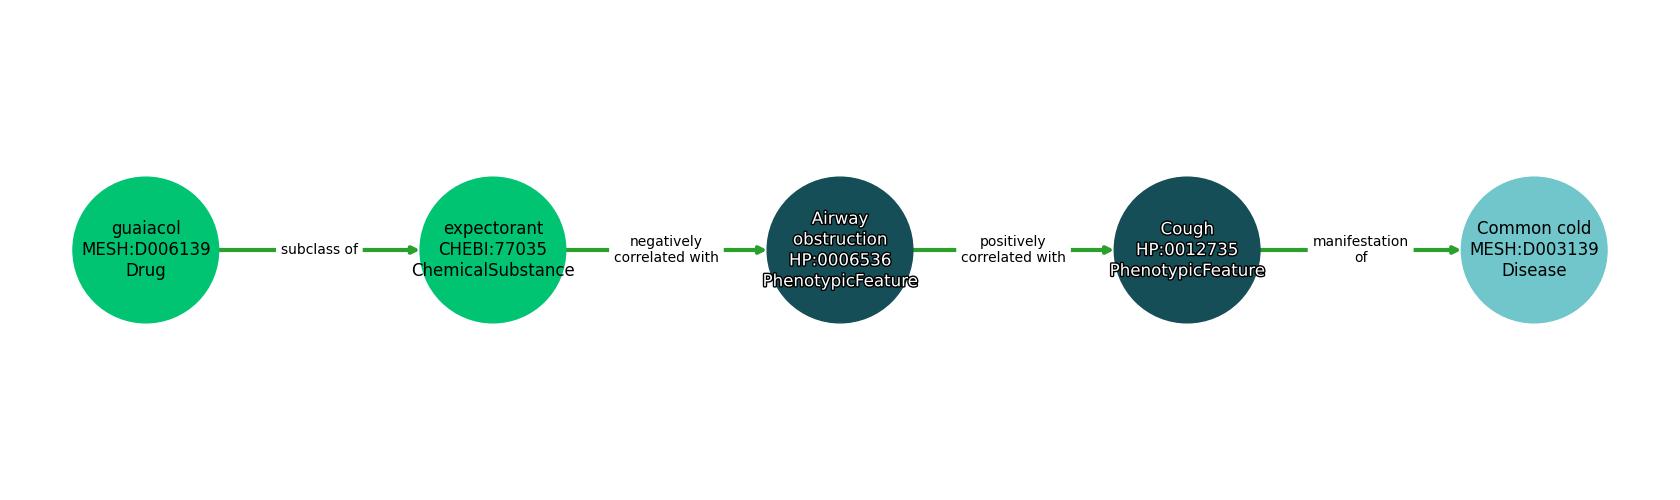 guaiacol
MESH:D006139
Drug
subclass of
expectorant
CHEBI:77035
ChemicalSubstance
negatively
correlated with
Airway
obstruction
HP:0006536
PhenotypicFeature
positively
correlated with
Cough
HP:0012735
PhenotypicFeature
manifestation
of
Common cold
MESH:D003139
Disease